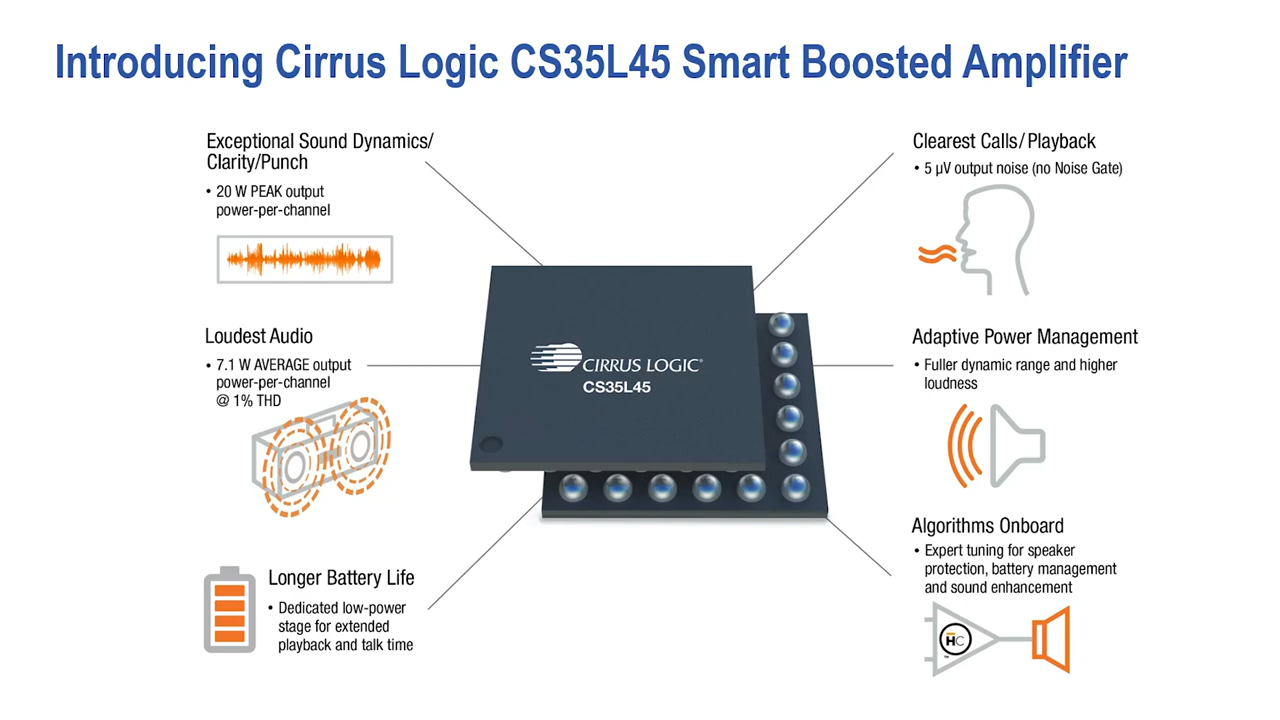 Introducing Cirrus Logic CS35L45 Smart Boosted Amplifier
Exceptional Sound Dynamics/
Clarity/Punch
• 20 W PEAK output
power-per-channel
Loudest Audio
• 7.1 W AVERAGE output
power-per-channel
@ 1% THD
Longer Battery Life
• Dedicated low-power
stage for extended
playback and talk time
CIRRUS LOGIC®
CS35L45
Clearest Calls/Playback
• 5 µV output noise (no Noise Gate)
Adaptive Power Management
• Fuller dynamic range and higher
loudness
Algorithms Onboard
• Expert tuning for speaker
protection, battery management
and sound enhancement
HC
™